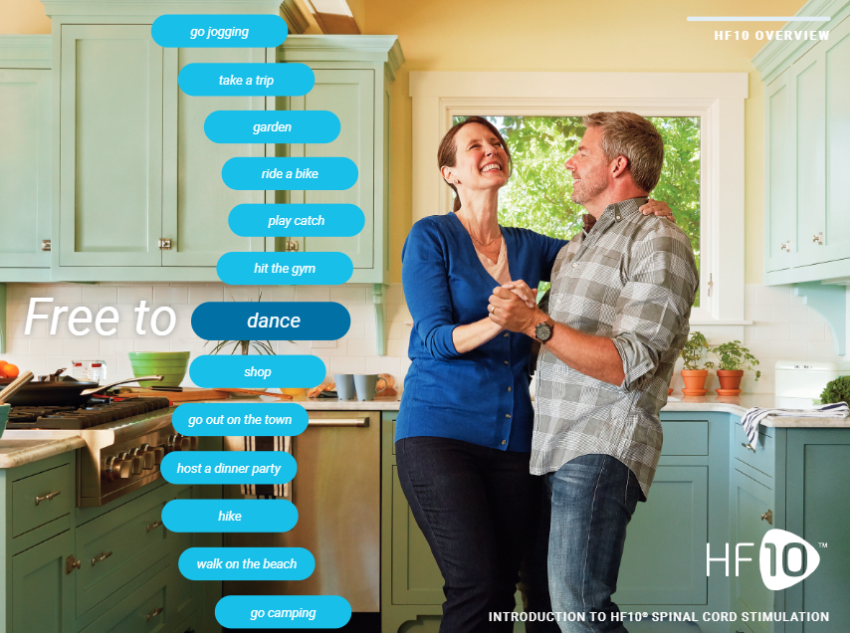 go jogging
HF10 OVERVIEW
take a trip
garden
ride a bike
play catch
hit the gym
Free to dance
shop
go out on the town
host a dinner party
hike
walk on the beach
go camping
HF10™
INTRODUCTION TO HF10® SPINAL CORD STIMULATION